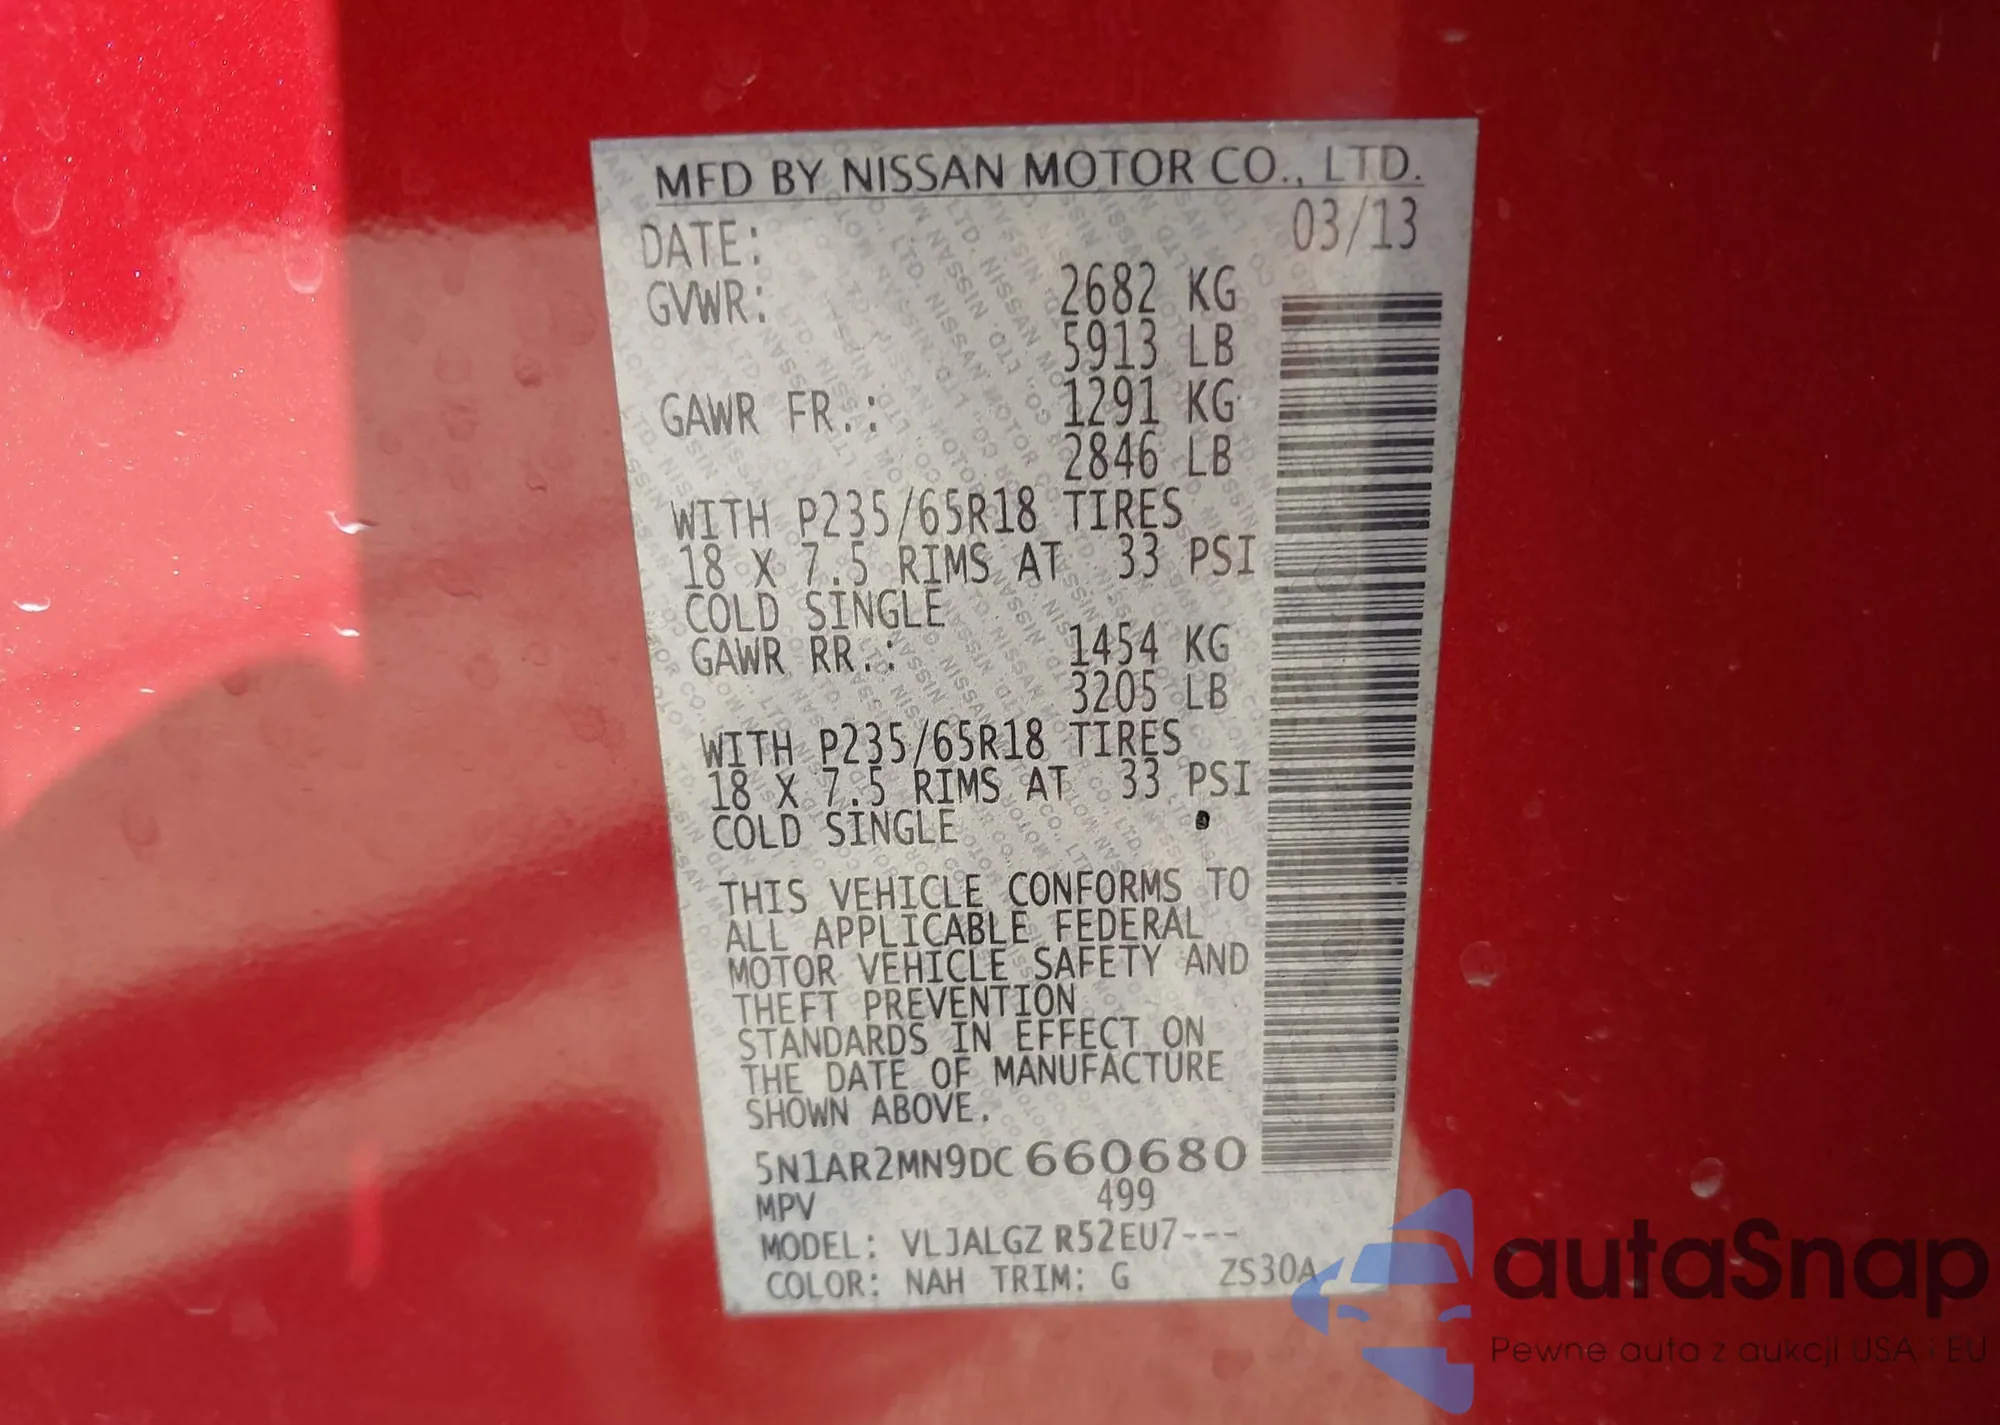 MFD BY NISSAN MOTOR CO., LTD.
DATE: 03/13
GVWR: 2682 KG
5913 LB
GAWR FR.: 1291 KG
2846 LB
WITH P235/65R18 TIRES
18 X 7.5 RIMS AT 33 PSI
COLD SINGLE
GAWR RR.: 1454 KG
3205 LB
WITH P235/65R18 TIRES
18 X 7.5 RIMS AT 33 PSI
COLD SINGLE
THIS VEHICLE CONFORMS TO
ALL APPLICABLE FEDERAL
MOTOR VEHICLE SAFETY AND
THEFT PREVENTION
STANDARDS IN EFFECT ON
THE DATE OF MANUFACTURE
SHOWN ABOVE.
5N1AR2MN9DC660680
MPV 499
MODEL: VLJALGZ R52EU7---
COLOR: NAH TRIM: G ZS30A
autaSnap
Pewne auta z aukcji USA i EU